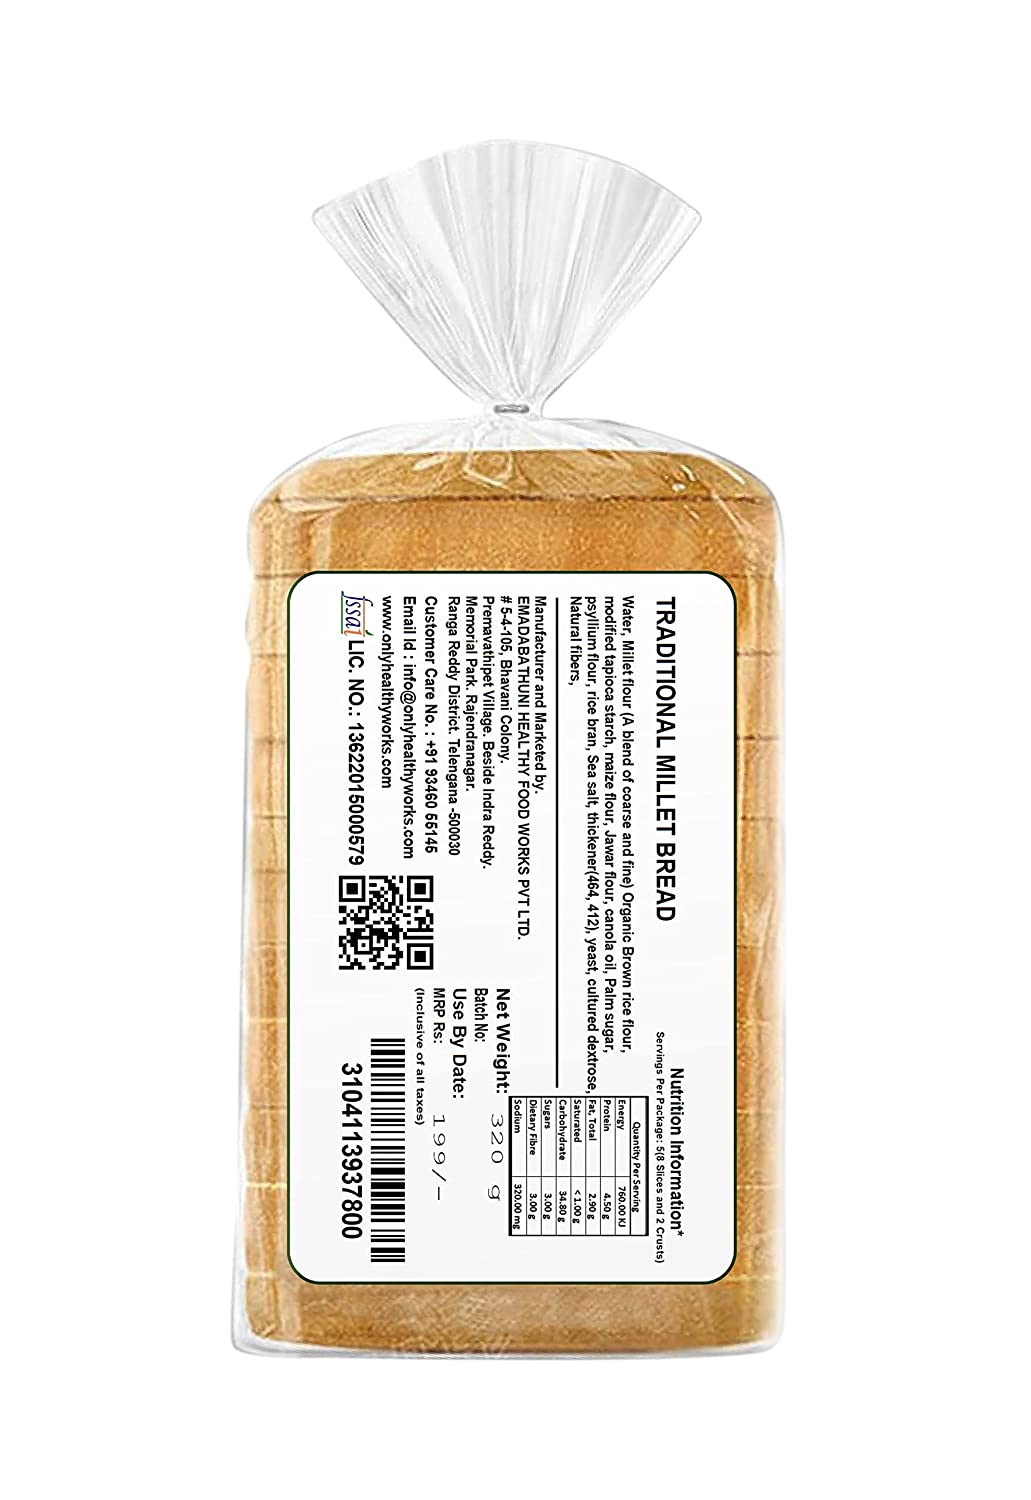 TRADITIONAL MILLET BREAD
Water, Millet flour (A blend of coarse and fine) Organic Brown rice flour,
modified tapioca starch, maize flour, Jawar flour, canola oil, Palm sugar,
psyllium flour, rice bran, Sea salt, thickener(464, 412), yeast, cultured dextrose,
Natural fibers,
Manufacturer and Marketed by.
EMADABATHUNI HEALTHY FOOD WORKS PVT LTD.
# 5-4-105, Bhavani Colony.
Premavathipet Village. Beside Indra Reddy.
Memorial Park. Rajendranagar.
Ranga Reddy District. Telengana -500030
Customer Care No. : +91 93460 55145
Email Id : info@onlyhealthyworks.com
www.onlyhealthyworks.com
fssai LIC. NO.: 13622015000579
Nutrition Information*
Servings Per Package: 5(8 Slices and 2 Crusts)
Quantity Per Serving
Energy 760.00 KJ
Protein 4.50 g
Fat, Total 2.90 g
Saturated < 1.00 g
Carbohydrate 34.80 g
Sugars 3.00 g
Dietary Fibre 3.00 g
Sodium 320.00 mg
Net Weight: 320 g
Batch No:
Use By Date:
MRP Rs: 199/-
(Inclusive of all taxes)
3104113937800